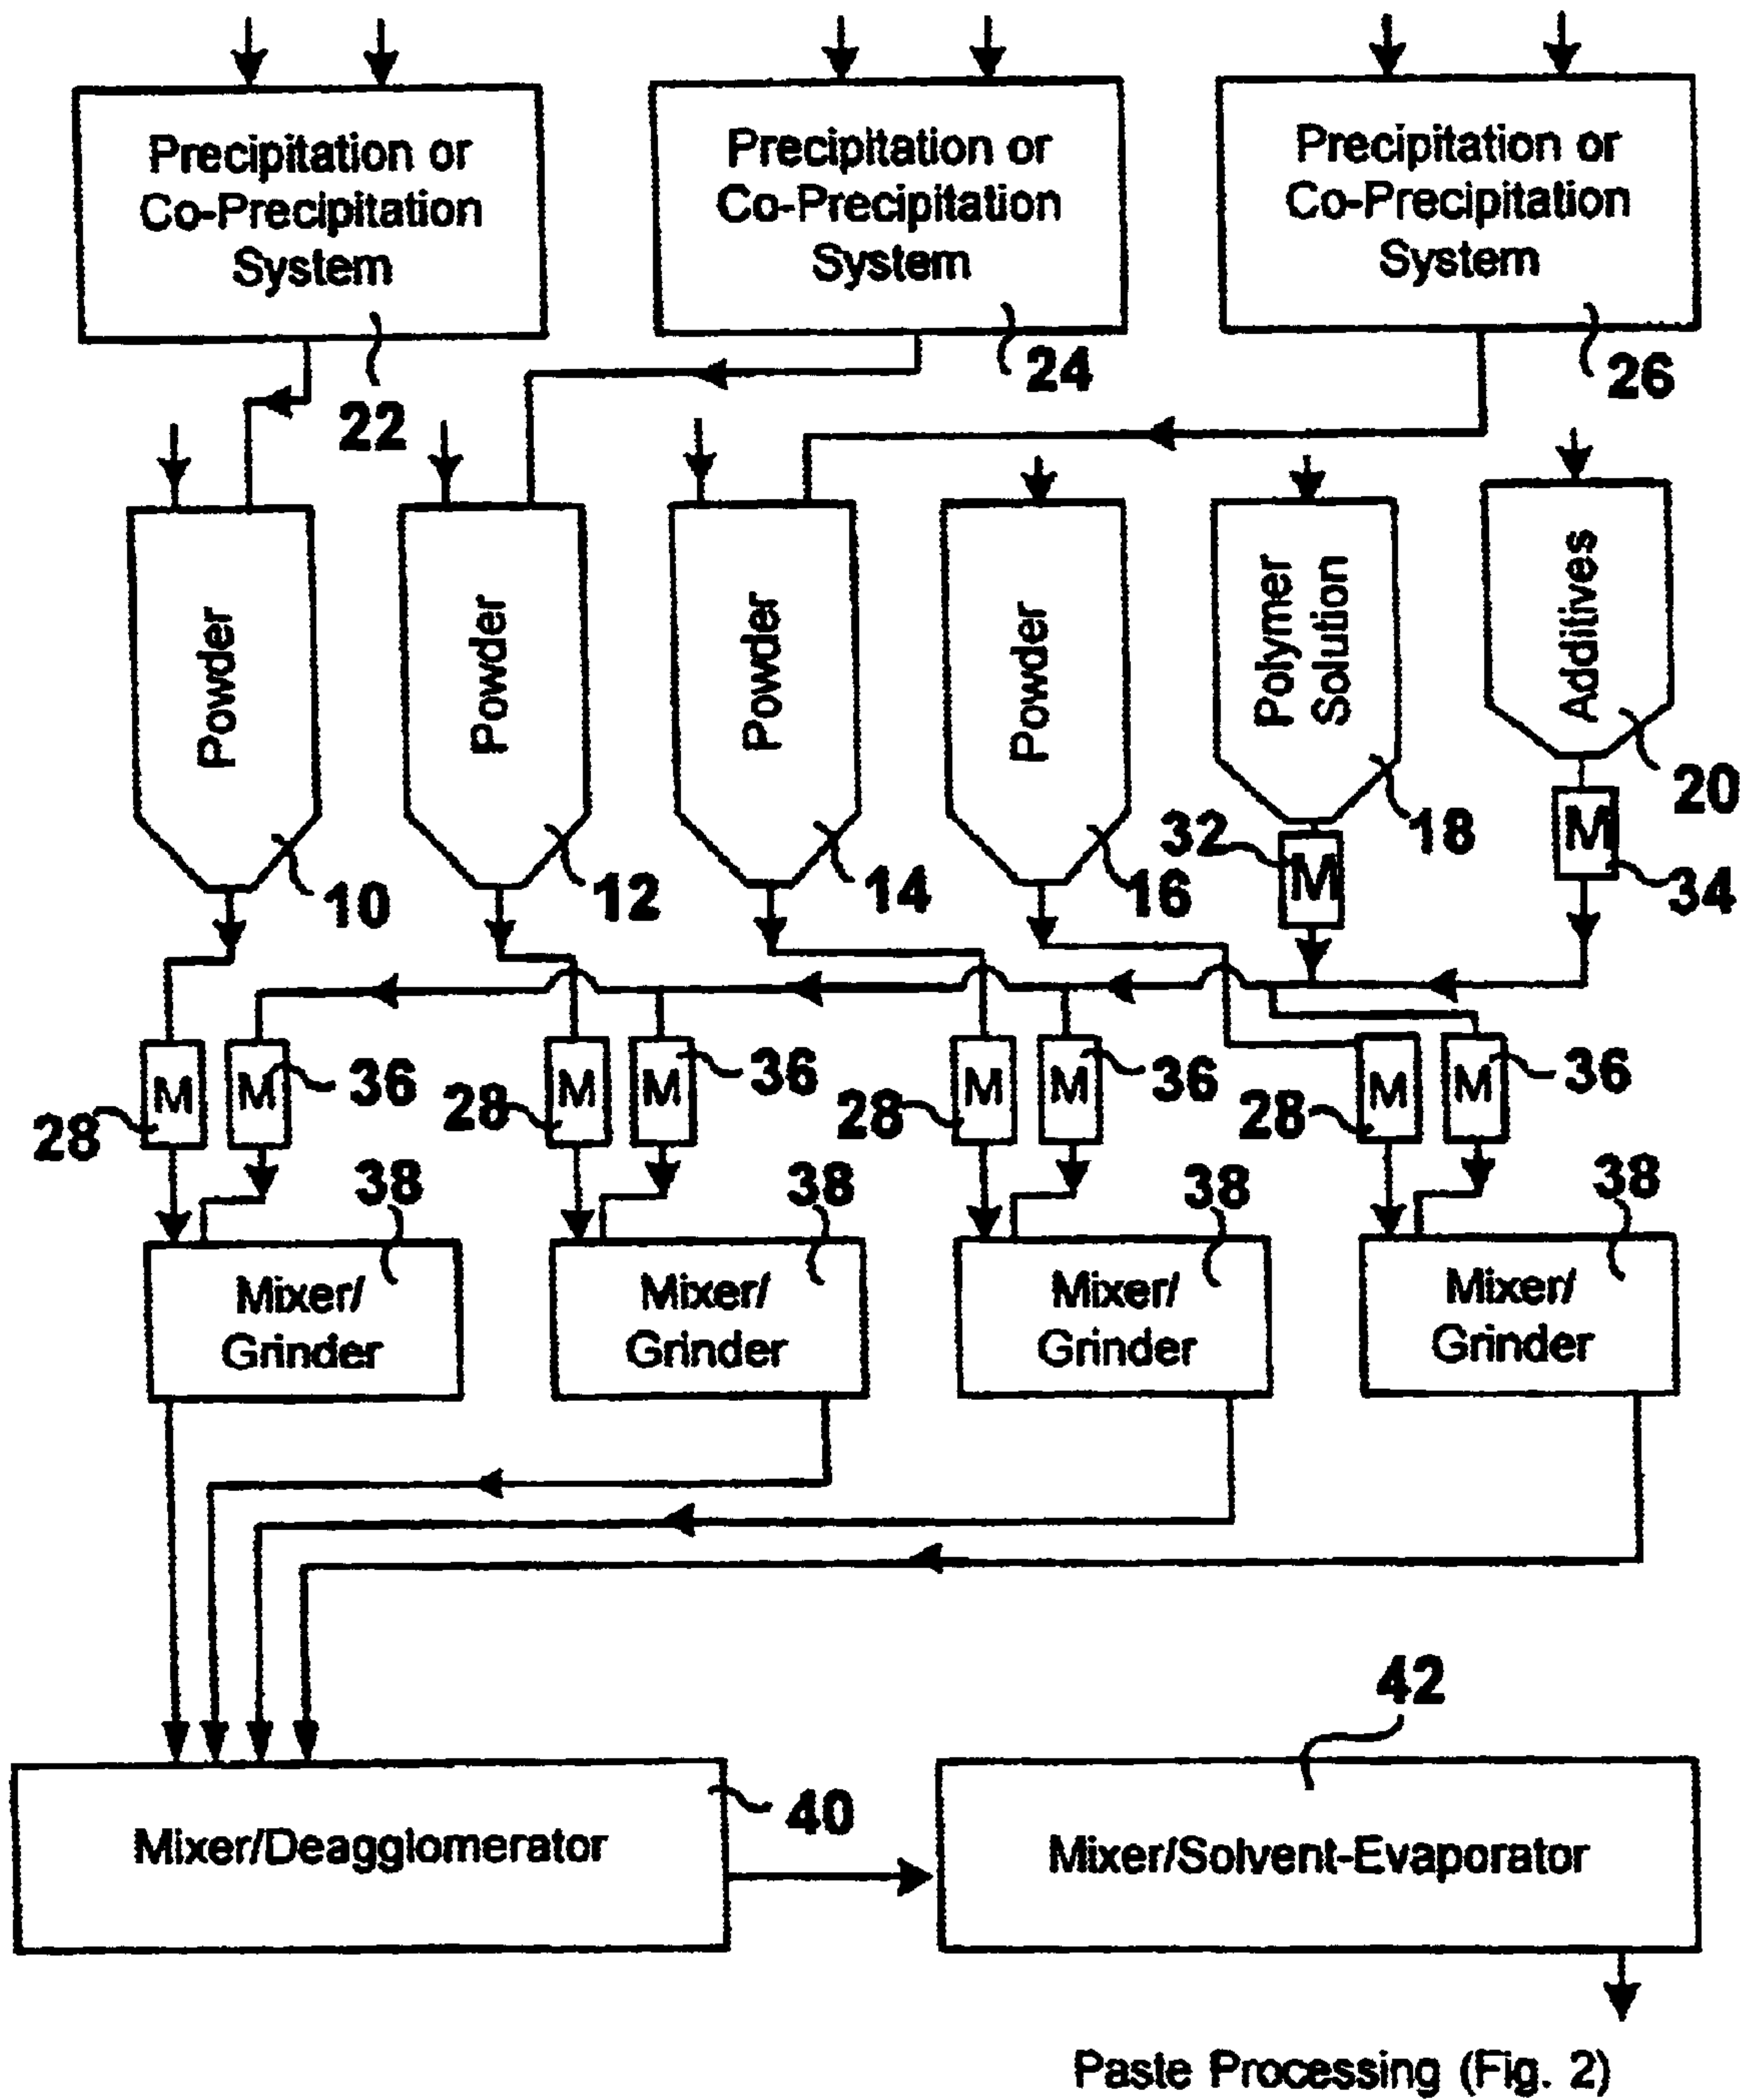 Precipitation or
Co-Precipitation
System
Precipitation or
Co-Precipitation
System
Precipitation or
Co-Precipitation
System
22
24
26
Powder
Powder
Powder
Powder
Polymer
Solution
Additives
10
12
14
16
32
M
18
20
M
34
28
M
M
36
28
M
M
36
28
M
M
36
28
M
M
36
38
38
38
38
Mixer/
Grinder
Mixer/
Grinder
Mixer/
Grinder
Mixer/
Grinder
42
Mixer/Deagglomerator
40
Mixer/Solvent-Evaporator
Paste Processing (Fig. 2)